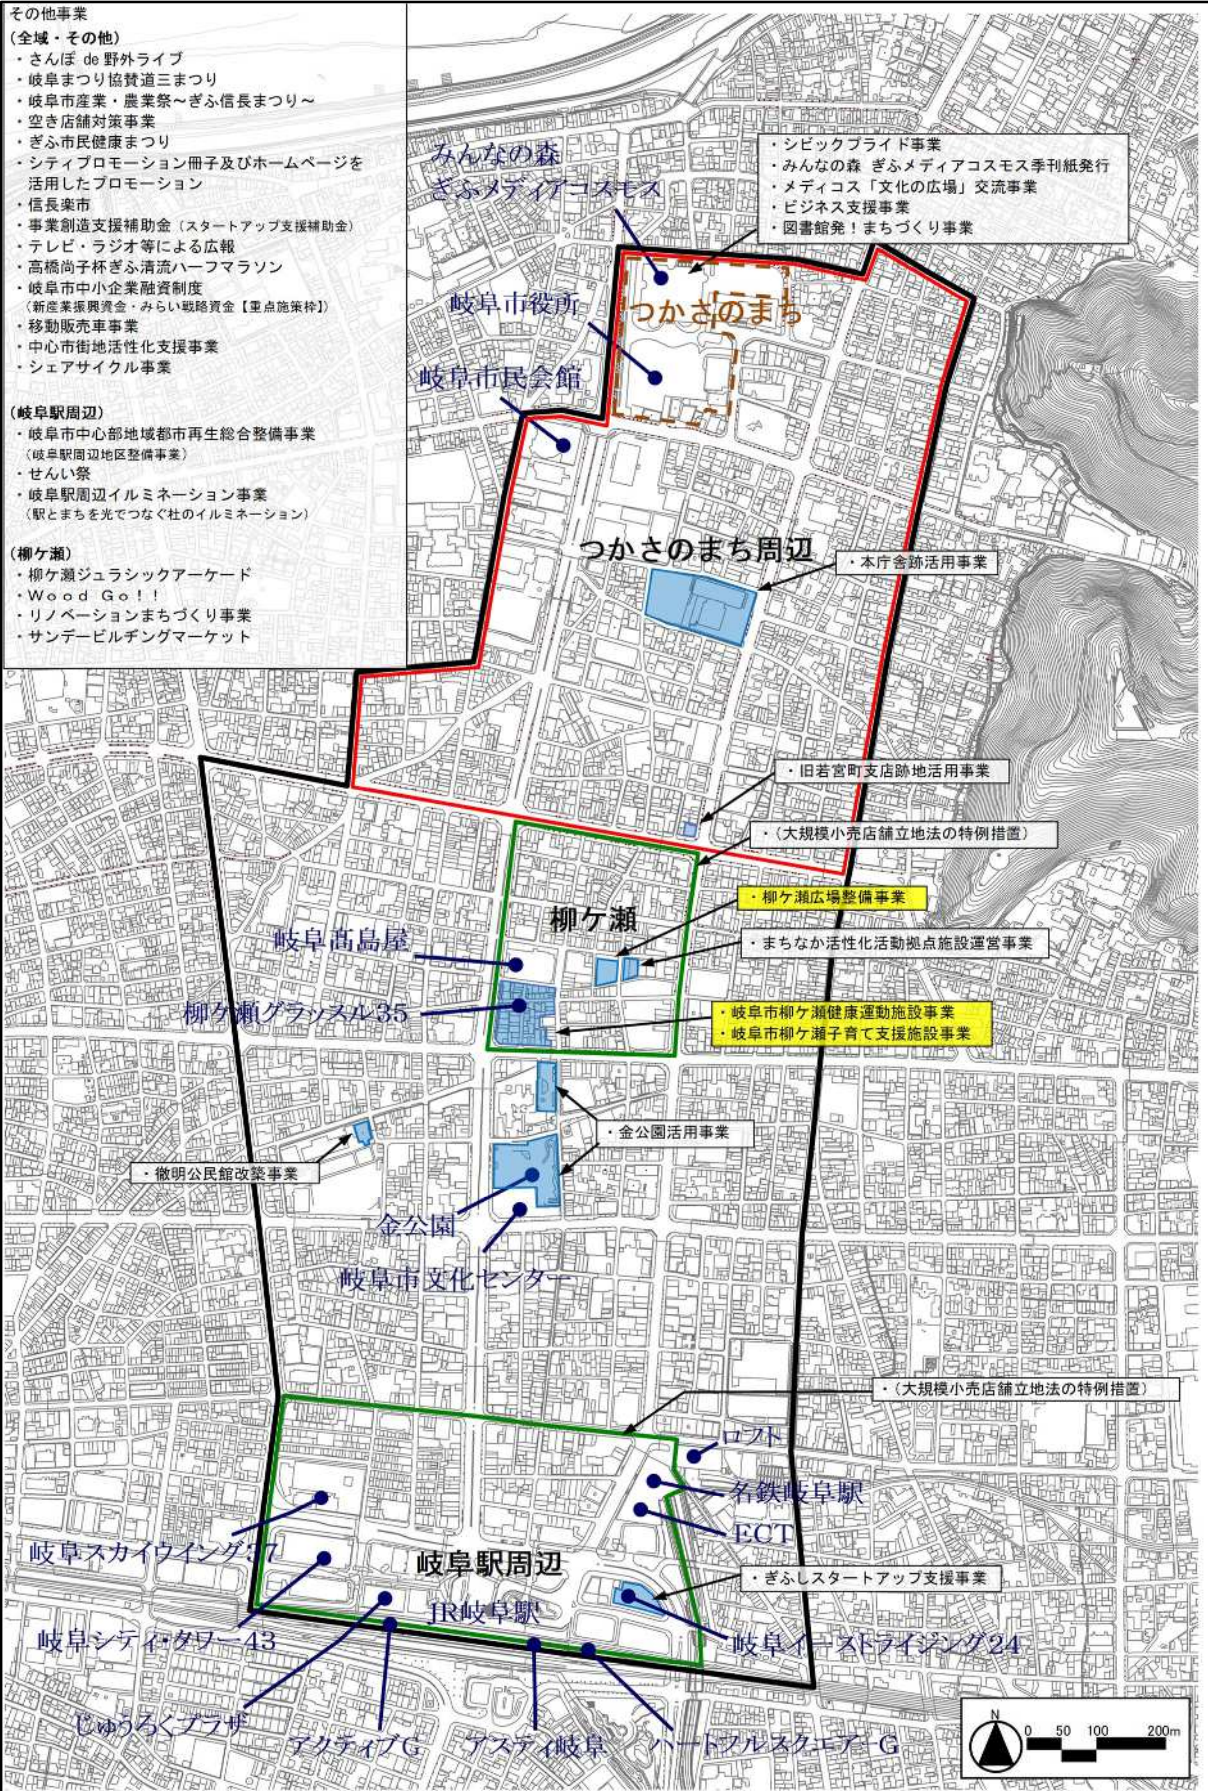 その他事業
（全域・その他）
・さんぽ de 野外ライブ
・岐阜まつり協賛道三まつり
・岐阜市産業・農業祭～ぎふ信長まつり～
・空き店舗対策事業
・ぎふ市民健康まつり
・シティプロモーション冊子及びホームページを
活用したプロモーション
・信長楽市
・事業創造支援補助金（スタートアップ支援補助金）
・テレビ・ラジオ等による広報
・高橋尚子杯ぎふ清流ハーフマラソン
・岐阜市中小企業融資制度
（新産業振興資金・みらい戦略資金【重点施策枠】）
・移動販売車事業
・中心市街地活性化支援事業
・シェアサイクル事業
（岐阜駅周辺）
・岐阜市中心部地域都市再生総合整備事業
（岐阜駅周辺地区整備事業）
・せんい祭
・岐阜駅周辺イルミネーション事業
（駅とまちを光でつなぐ杜のイルミネーション）
（柳ケ瀬）
・柳ケ瀬ジュラシックアーケード
・Ｗｏｏｄ Ｇｏ！！
・リノベーションまちづくり事業
・サンデービルヂングマーケット
みんなの森
ぎふメディアコスモス
・シビックプライド事業
・みんなの森 ぎふメディアコスモス季刊紙発行
・メディコス「文化の広場」交流事業
・ビジネス支援事業
・図書館発！まちづくり事業
岐阜市役所
つかさのまち
岐阜市民会館
つかさのまち周辺
・本庁舎跡活用事業
・旧若宮町支店跡地活用事業
・（大規模小売店舗立地法の特例措置）
・柳ケ瀬広場整備事業
柳ケ瀬
・まちなか活性化活動拠点施設運営事業
岐阜髙島屋
柳ケ瀬グラッスル35
・岐阜市柳ケ瀬健康運動施設事業
・岐阜市柳ケ瀬子育て支援施設事業
・金公園活用事業
・徹明公民館改築事業
金公園
岐阜市文化センター
・（大規模小売店舗立地法の特例措置）
ロフト
名鉄岐阜駅
ECT
岐阜スカイウイング37
岐阜駅周辺
・ぎふしスタートアップ支援事業
JR岐阜駅
岐阜シティ・タワー43
岐阜イーストライジング24
じゅうろくプラザ
アクティブG
アスティ岐阜
ハートフルスクエアーG
N
0 50 100 200m